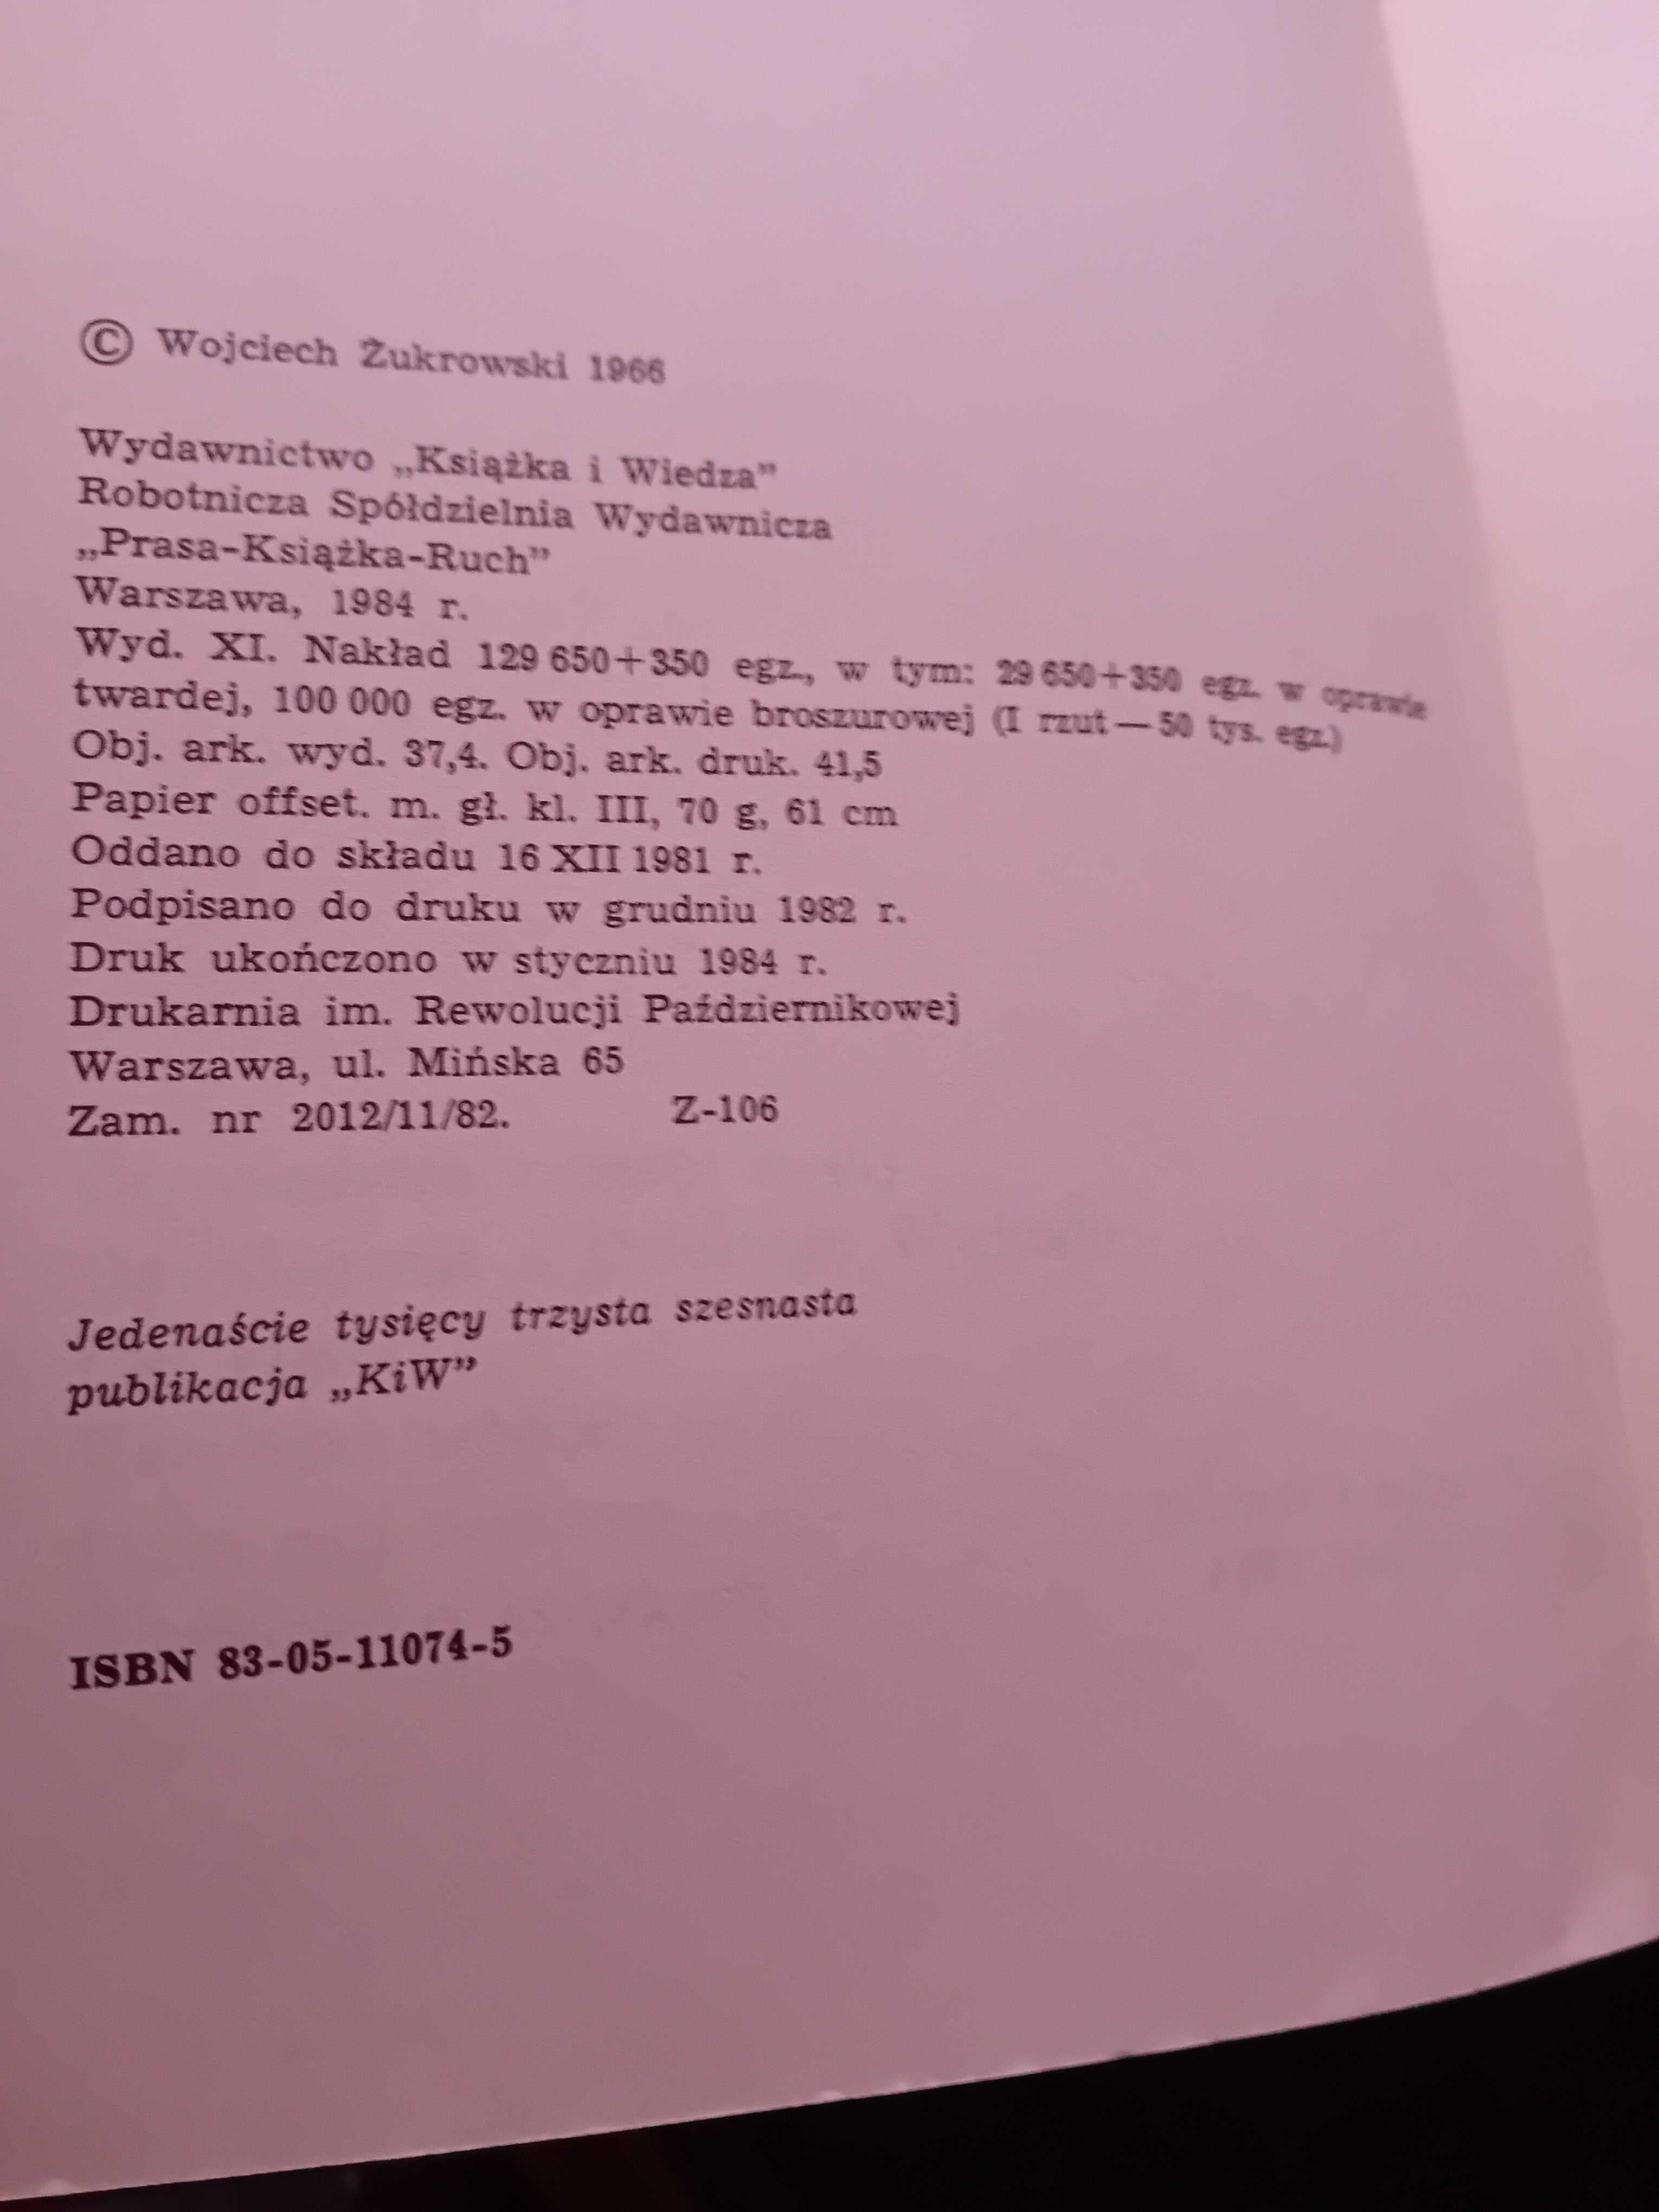 © Wojciech Żukrowski 1966
Wydawnictwo „Książka i Wiedza”
Robotnicza Spółdzielnia Wydawnicza
„Prasa-Książka-Ruch”
Warszawa, 1984 r.
Wyd. XI. Nakład 129 650+350 egz., w tym: 29 650+350 egz. w oprawie
twardej, 100 000 egz. w oprawie broszurowej (I rzut — 50 tys. egz.)
Obj. ark. wyd. 37,4. Obj. ark. druk. 41,5
Papier offset. m. gł. kl. III, 70 g, 61 cm
Oddano do składu 16 XII 1981 r.
Podpisano do druku w grudniu 1982 r.
Druk ukończono w styczniu 1984 r.
Drukarnia im. Rewolucji Październikowej
Warszawa, ul. Mińska 65
Zam. nr 2012/11/82. Z-106
Jedenaście tysięcy trzysta szesnasta
publikacja „KiW”
ISBN 83-05-11074-5